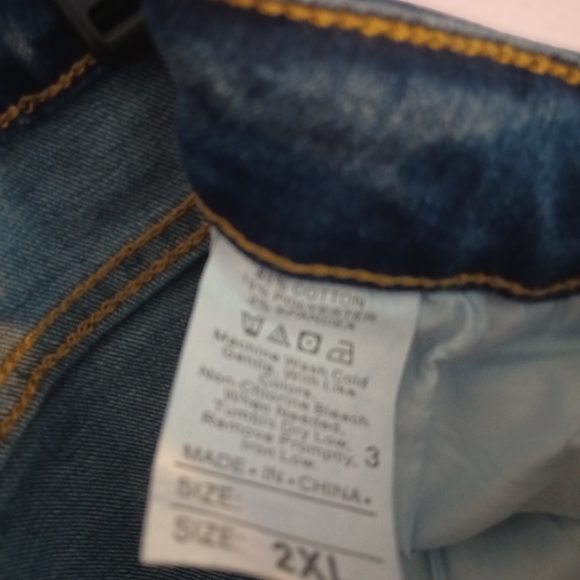 COTTON
POLYESTER
SPANDEX
Machine Wash Cold
Gentle, With Like
Colors.
Non-Chlorine Bleach
When Needed.
Tumble Dry Low,
Remove Promptly, 3
Iron Low.
MADE • IN • CHINA •
SIZE:
SIZE: 2XL